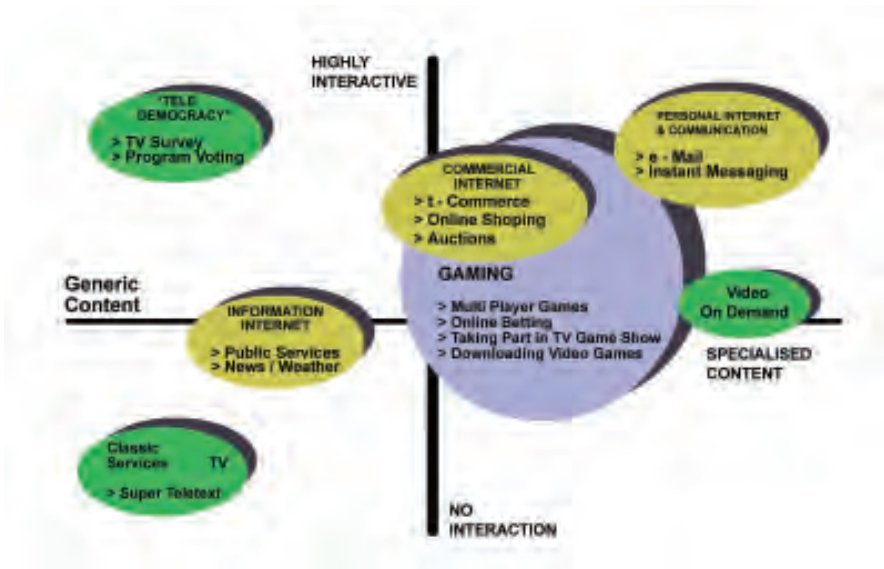 HIGHLY
INTERACTIVE
"TELE
DEMOCRACY"
> TV Survey
> Program Voting
PERSONAL INTERNET
& COMMUNICATION
> e - Mail
> Instant Messaging
COMMERCIAL
INTERNET
> t - Commerce
> Online Shoping
> Auctions
GAMING
> Multi Player Games
> Online Betting
> Taking Part in TV Game Show
> Downloading Video Games
Generic
Content
INFORMATION
INTERNET
> Public Services
> News / Weather
Video
On Demand
SPECIALISED
CONTENT
Classic
Services TV
> Super Teletext
NO
INTERACTION